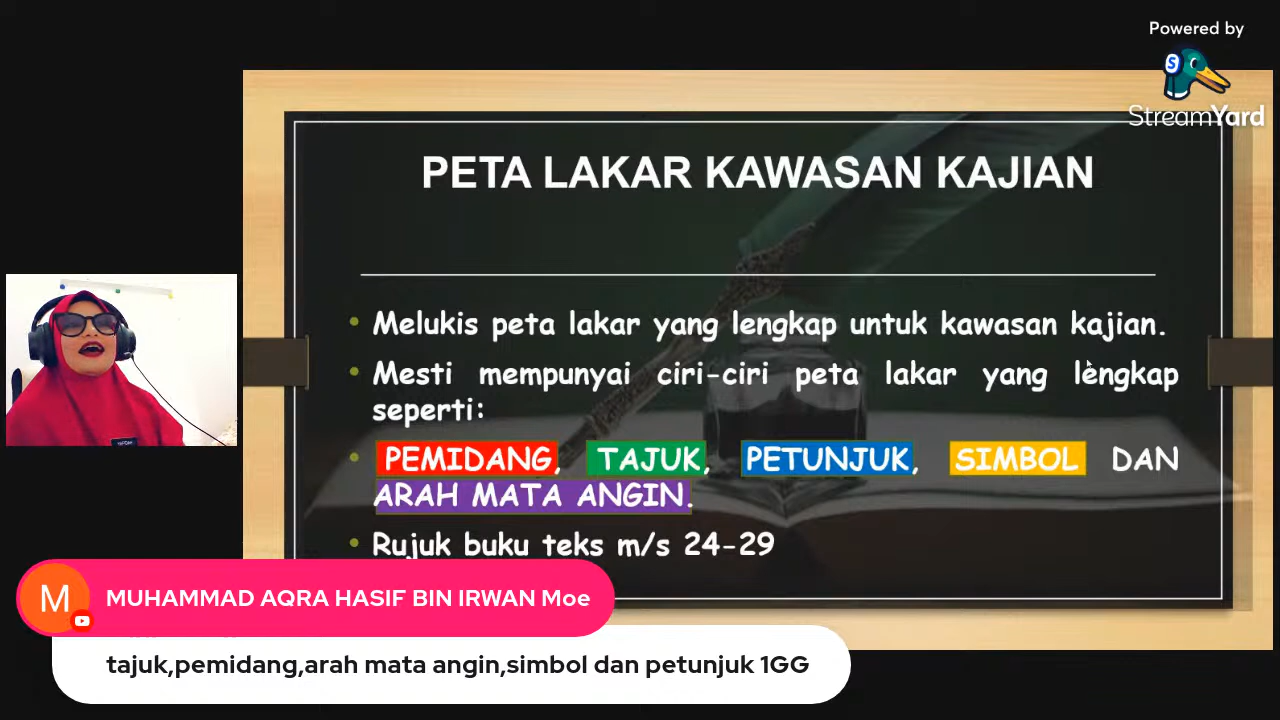 Powered by
S
StreamYard
PETA LAKAR KAWASAN KAJIAN
Melukis peta lakar yang lengkap untuk kawasan kajian.
Mesti mempunyai ciri-ciri peta lakar yang lengkap
seperti:
PEMIDANG, TAJUK, PETUNJUK, SIMBOL DAN
ARAH MATA ANGIN.
Rujuk buku teks m/s 24-29
M
MUHAMMAD AQRA HASIF BIN IRWAN Moe
tajuk,pemidang,arah mata angin,simbol dan petunjuk 1GG